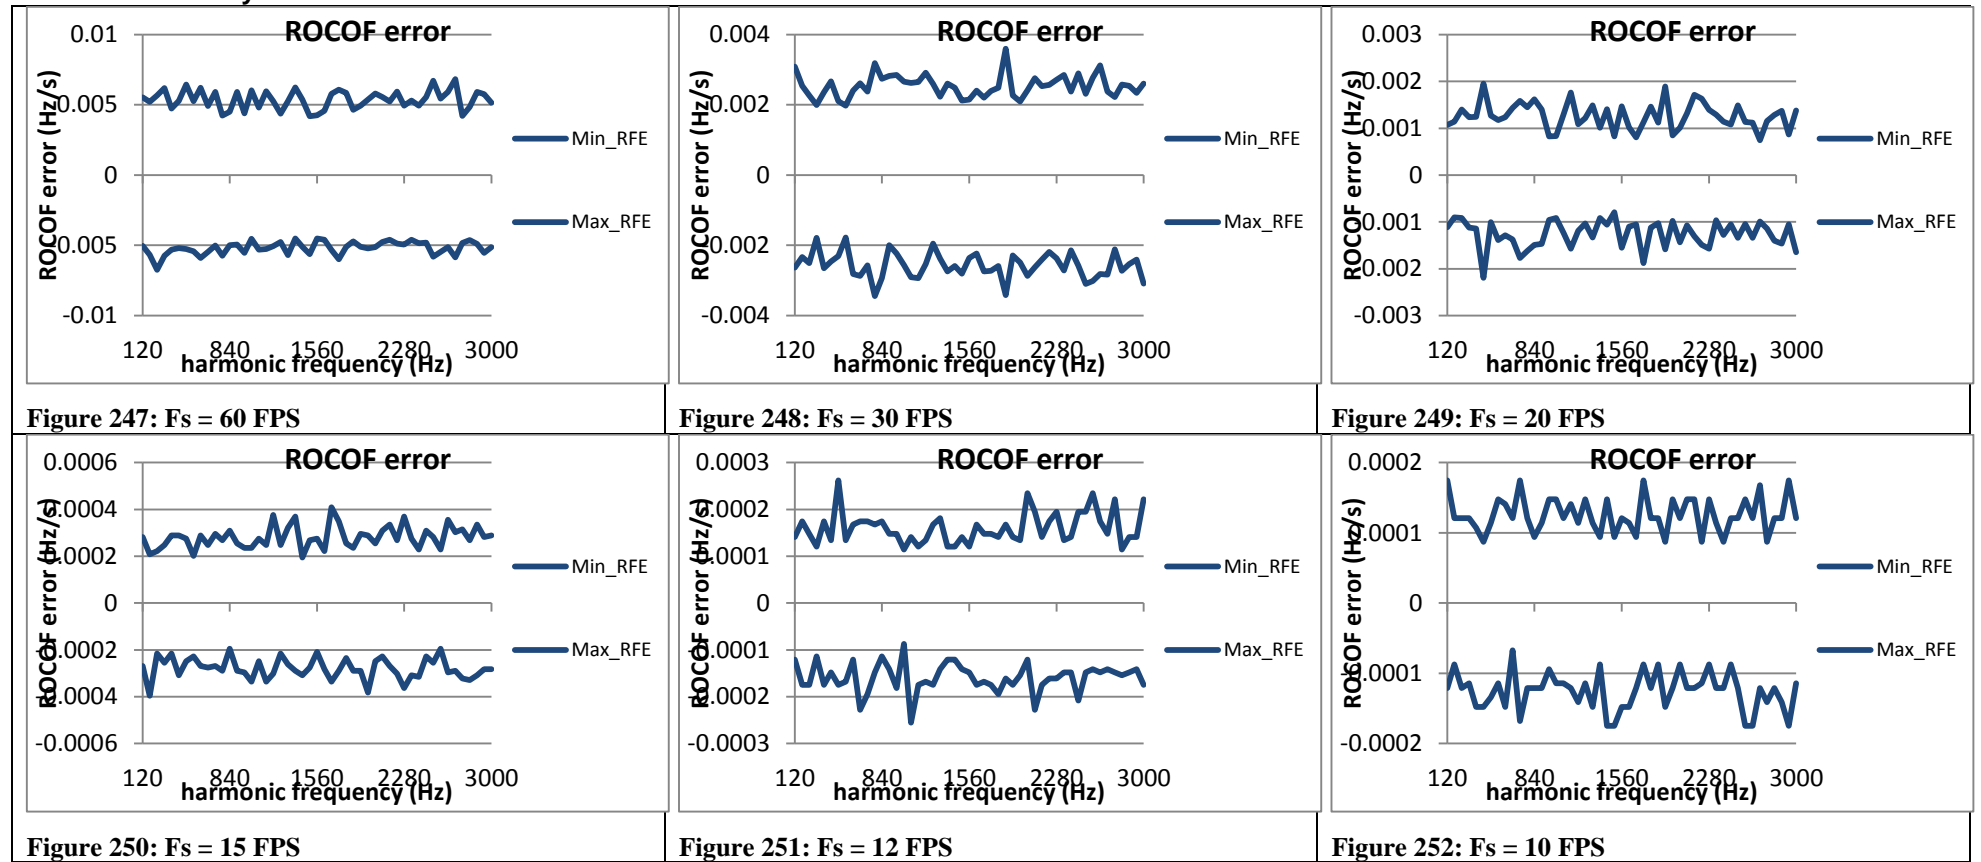 ROCOF error
0.01
0.005
0
-0.005
-0.01
ROCOF error (Hz/s)
120 840 1560 2280 3000
harmonic frequency (Hz)
Min_RFE
Max_RFE
Figure 247: Fs = 60 FPS
ROCOF error
0.004
0.002
0
-0.002
-0.004
ROCOF error (Hz/s)
120 840 1560 2280 3000
harmonic frequency (Hz)
Min_RFE
Max_RFE
Figure 248: Fs = 30 FPS
ROCOF error
0.003
0.002
0.001
0
-0.001
-0.002
-0.003
ROCOF error (Hz/s)
120 840 1560 2280 3000
harmonic frequency (Hz)
Min_RFE
Max_RFE
Figure 249: Fs = 20 FPS
ROCOF error
0.0006
0.0004
0.0002
0
-0.0002
-0.0004
-0.0006
ROCOF error (Hz/s)
120 840 1560 2280 3000
harmonic frequency (Hz)
Min_RFE
Max_RFE
Figure 250: Fs = 15 FPS
ROCOF error
0.0003
0.0002
0.0001
0
-0.0001
-0.0002
-0.0003
ROCOF error (Hz/s)
120 840 1560 2280 3000
harmonic frequency (Hz)
Min_RFE
Max_RFE
Figure 251: Fs = 12 FPS
ROCOF error
0.0002
0.0001
0
-0.0001
-0.0002
ROCOF error (Hz/s)
120 840 1560 2280 3000
harmonic frequency (Hz)
Min_RFE
Max_RFE
Figure 252: Fs = 10 FPS